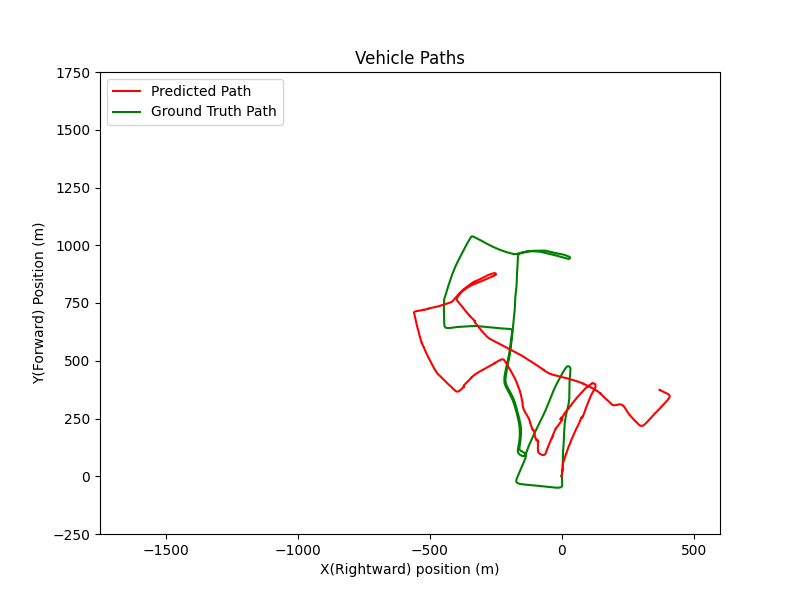 Vehicle Paths
Predicted Path
Ground Truth Path
1750
1500
1250
1000
750
500
250
0
−250
Y(Forward) Position (m)
−1500 −1000 −500 0 500
X(Rightward) position (m)